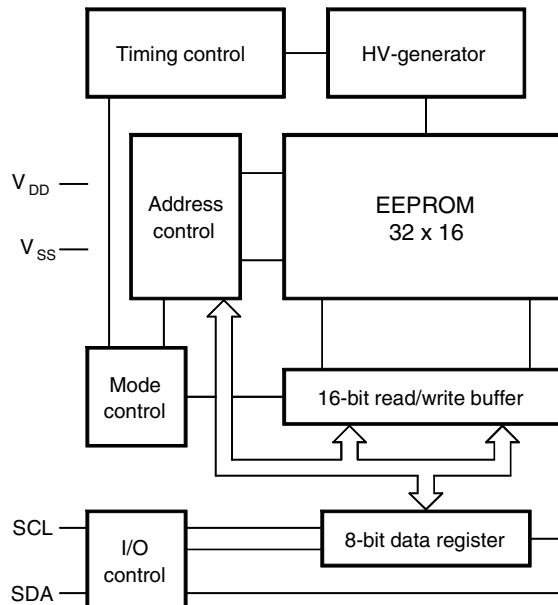 Timing control
HV-generator
V DD
V SS
Address
control
EEPROM
32 x 16
Mode
control
16-bit read/write buffer
SCL
SDA
I/O
control
8-bit data register